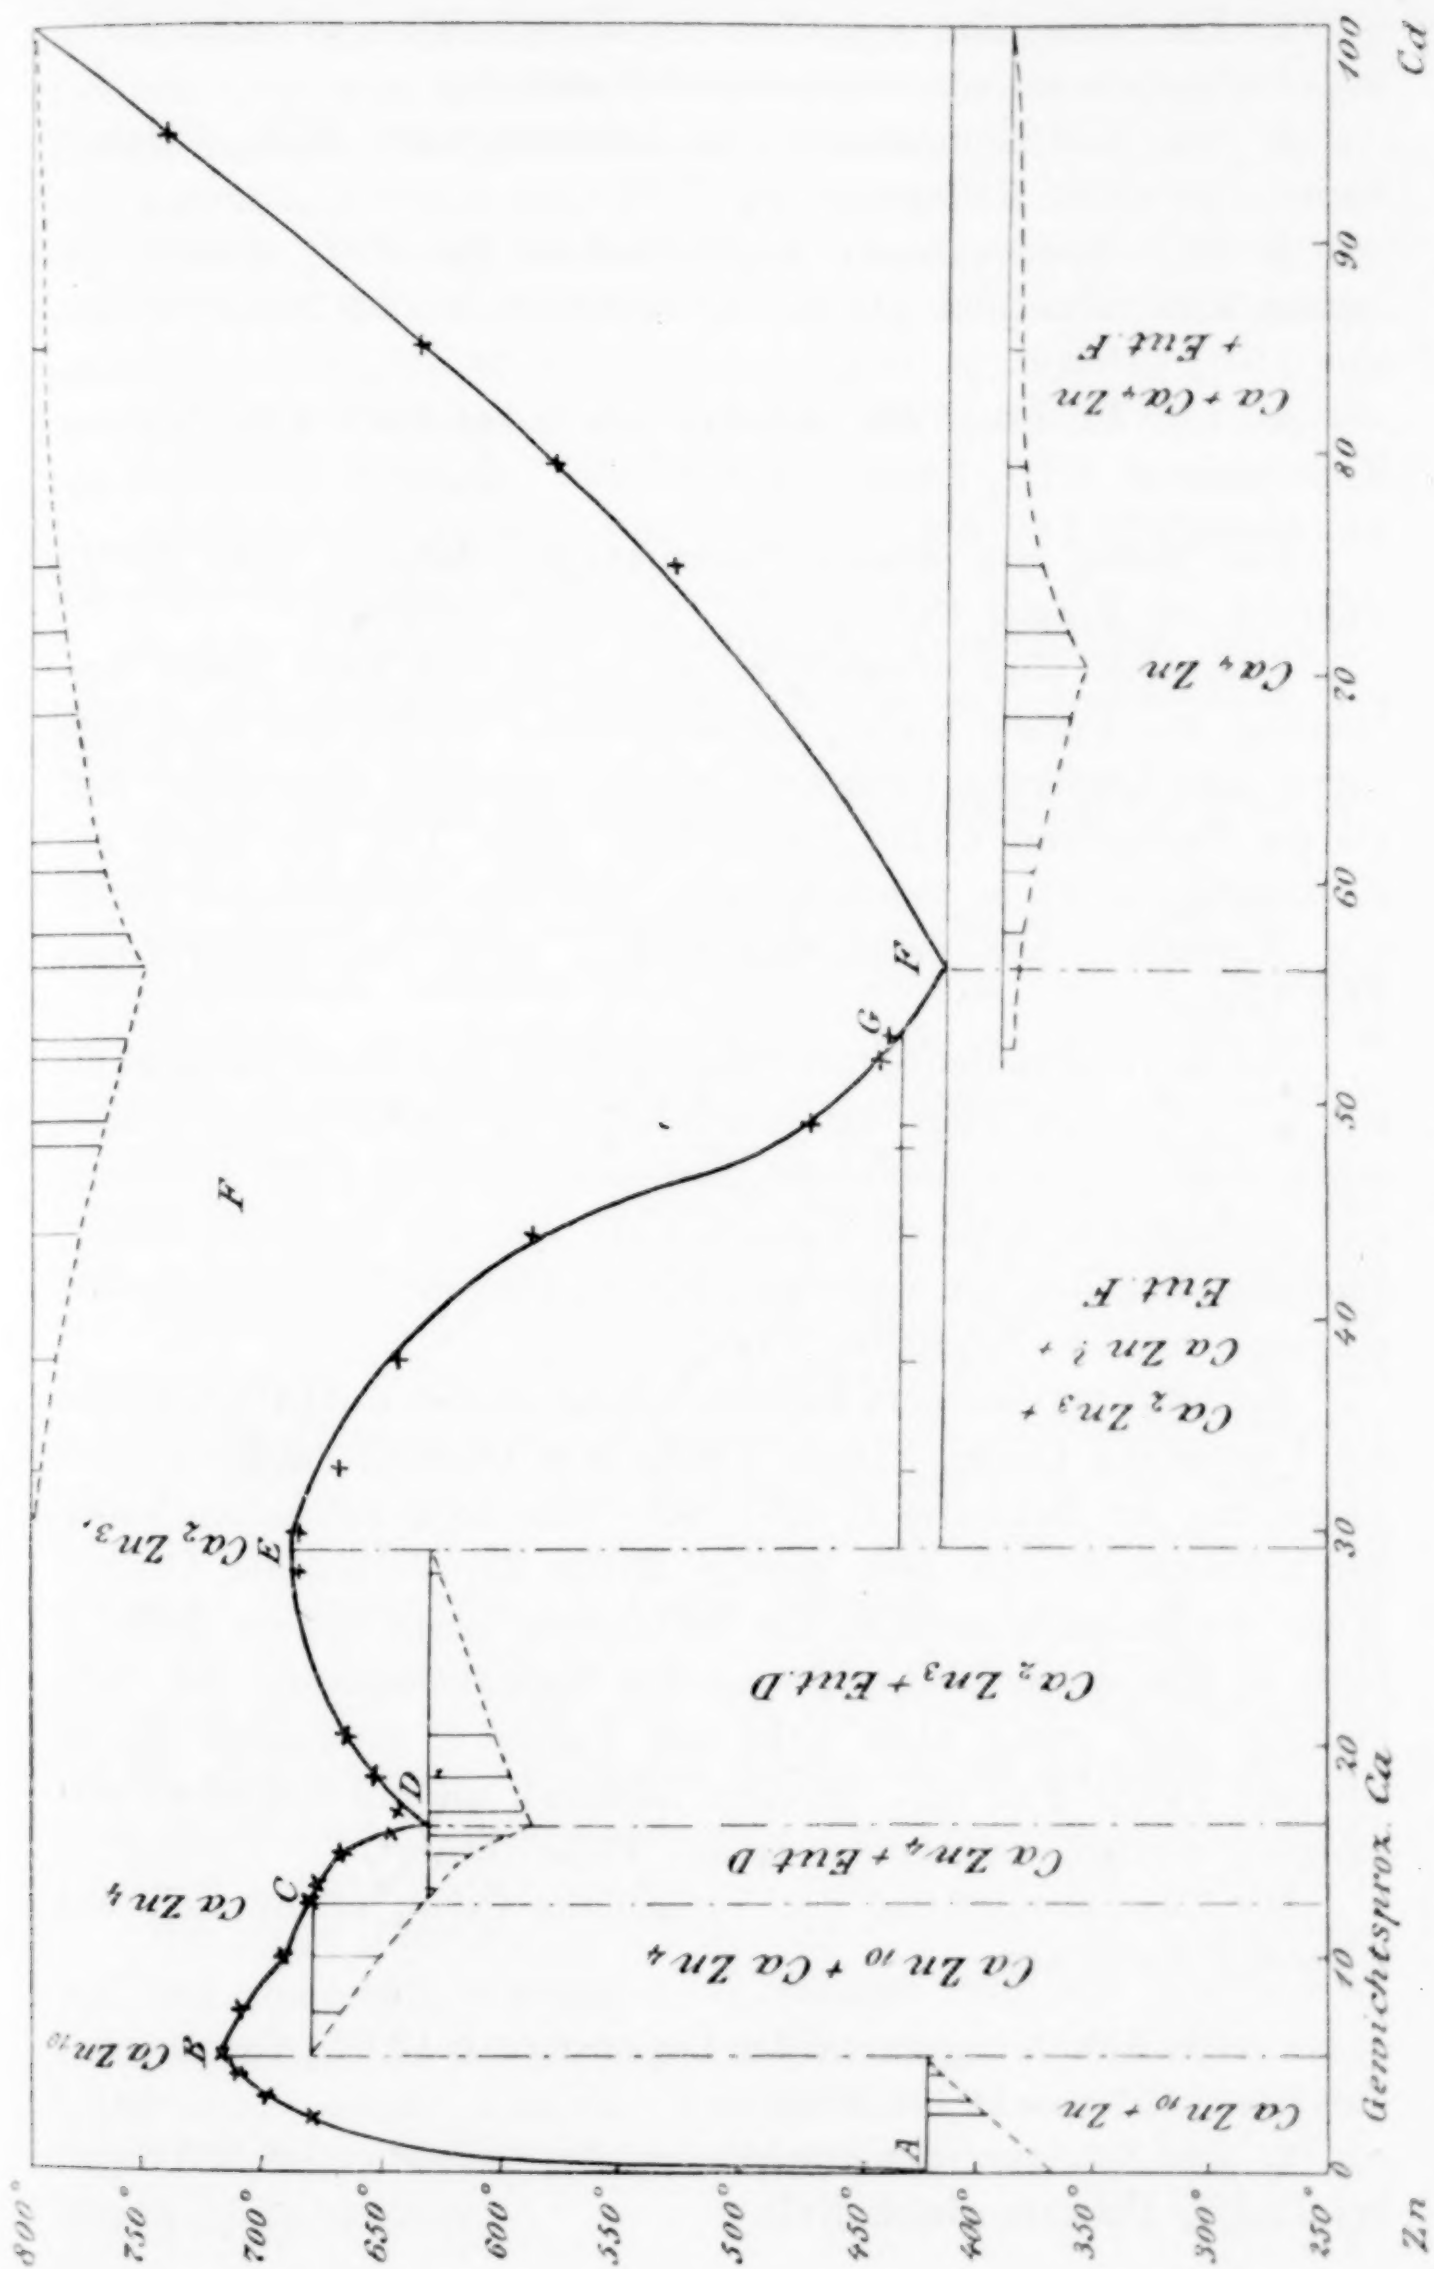 800°
750°
700°
650°
600°
550°
500°
450°
400°
350°
300°
250°
Zn
0
10
20
30
40
50
60
70
80
90
100
Cd
Gewichtsproz. Ca
A
B
Ca Zn₁₀
C
Ca Zn₄
D
E
Ca₂ Zn₃.
F
G
F
Ca Zn₁₀ + Zn
Ca Zn₁₀ + Ca Zn₄
Ca Zn₄ + Eut. D
Ca₂ Zn₃ + Eut. D
Ca₂ Zn₃ +
Ca Zn ? +
Eut. F
Ca₄ Zn
Ca + Ca₄ Zn
+ Eut. F